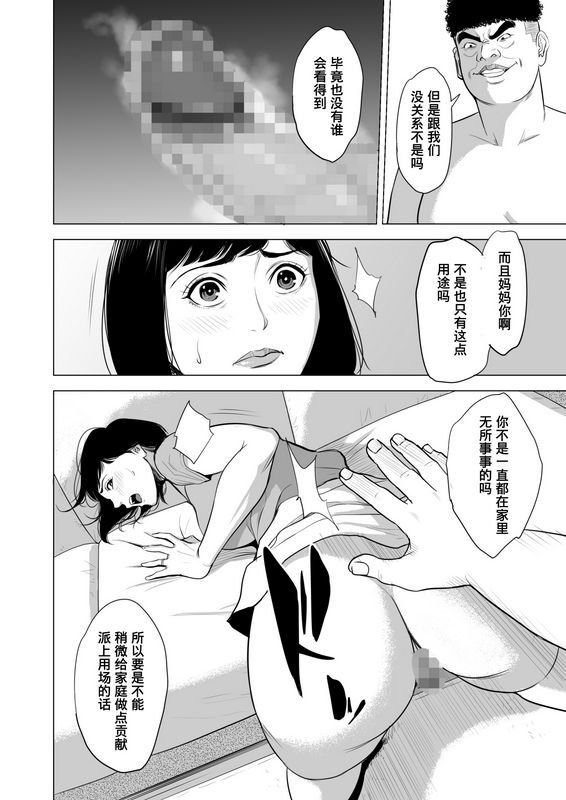 但是跟我们
没关系不是吗
毕竟也没有谁
会看得到
而且妈妈你啊
不是也只有这点
用途吗
你不是一直都在家里
无所事事的吗
所以要是不能
稍微给家庭做点贡献
派上用场的话